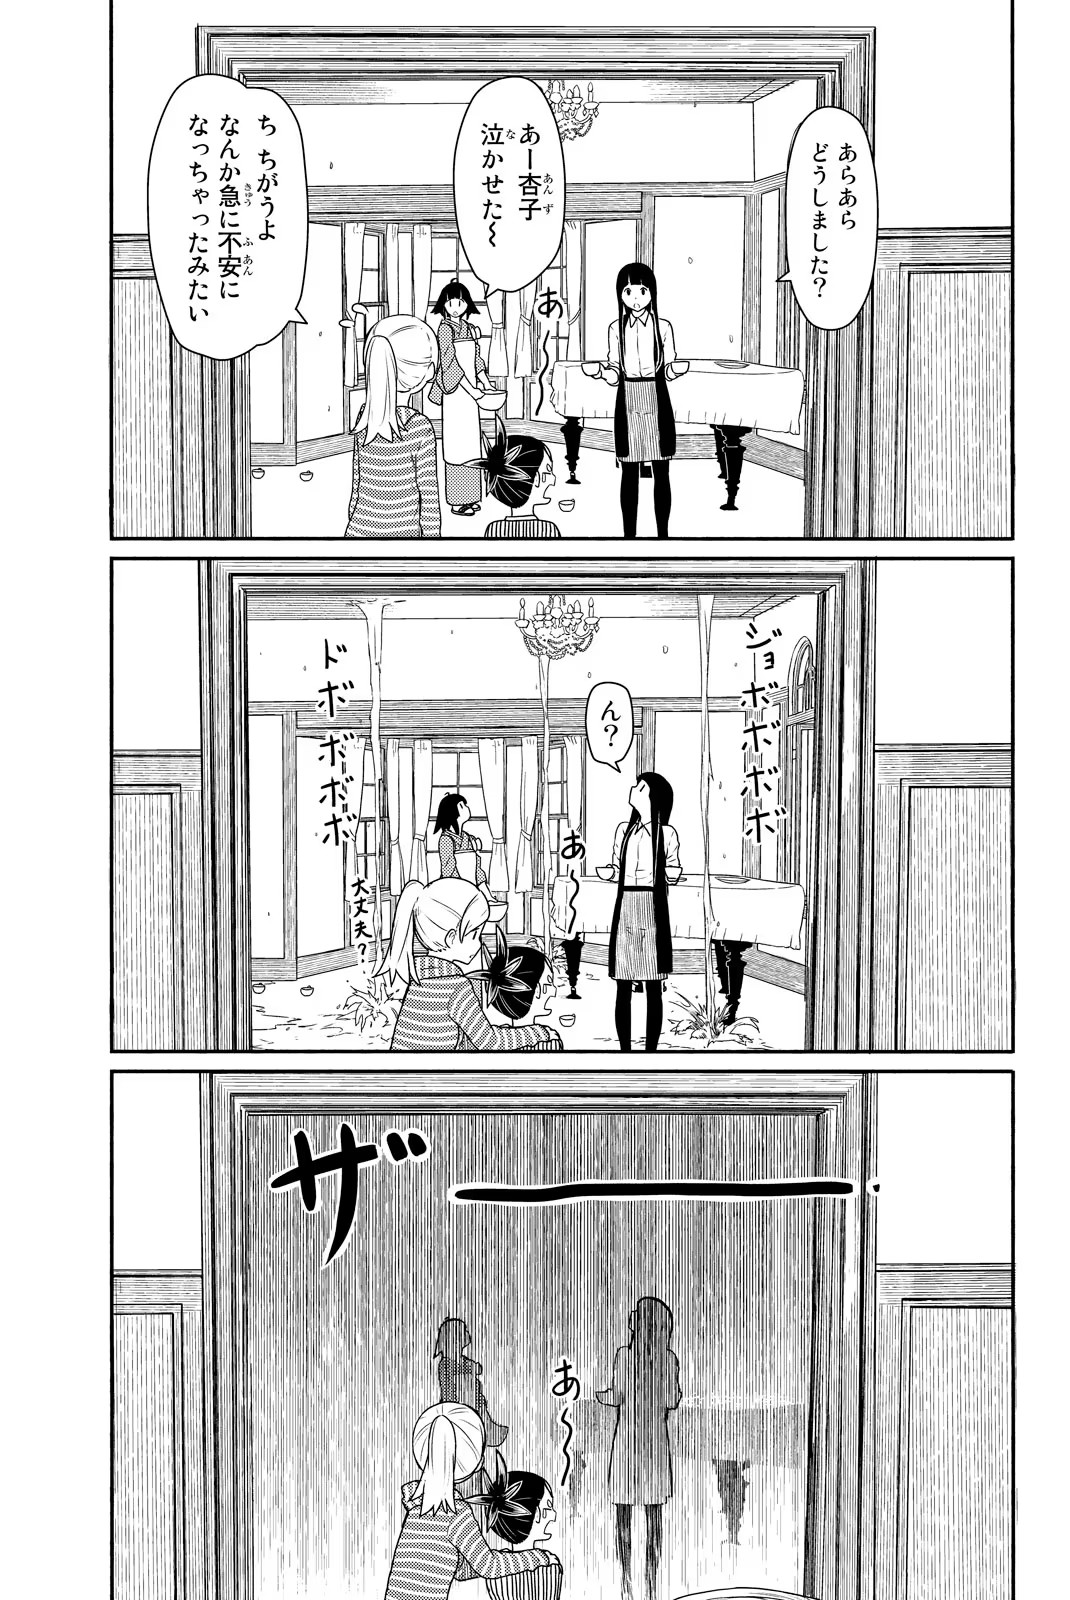 あらあら
どうしました?
あー杏子
泣かせた〜
ち ちがうよ
なんか急に不安に
なっちゃったみたい
あ〜〜
ジョボボボボ
ん?
ドボボボボ
あ〜〜
大丈夫?
ザー
あ〜〜